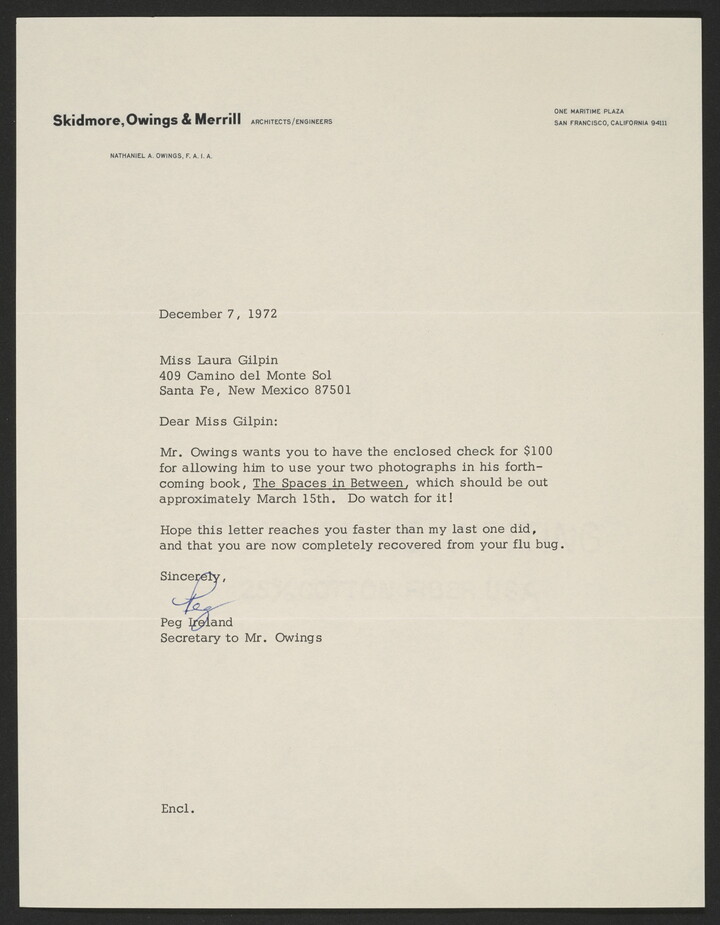 Skidmore, Owings & Merrill ARCHITECTS/ENGINEERS
ONE MARITIME PLAZA
SAN FRANCISCO, CALIFORNIA 94111
NATHANIEL A. OWINGS, F. A. I. A.
December 7, 1972
Miss Laura Gilpin
409 Camino del Monte Sol
Santa Fe, New Mexico 87501
Dear Miss Gilpin:
Mr. Owings wants you to have the enclosed check for $100
for allowing him to use your two photographs in his forth-
coming book, The Spaces in Between, which should be out
approximately March 15th. Do watch for it!
Hope this letter reaches you faster than my last one did,
and that you are now completely recovered from your flu bug.
Sincerely,
Peg
Peg Ireland
Secretary to Mr. Owings
Encl.